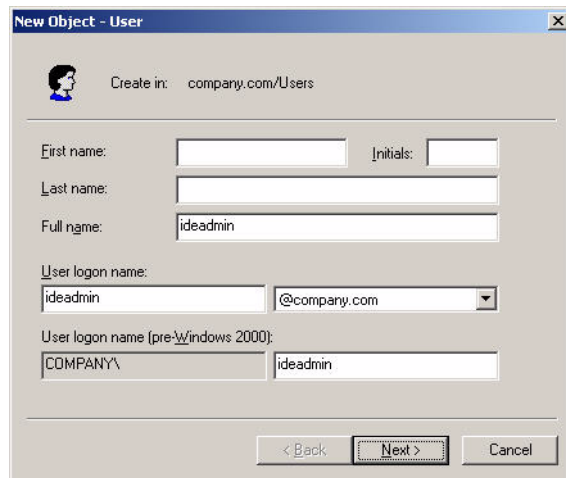 New Object - User
Create in: company.com/Users
First name: Initials:
Last name:
Full name: ideadmin
User logon name:
ideadmin @company.com
User logon name (pre-Windows 2000):
COMPANY\ ideadmin
< Back Next > Cancel